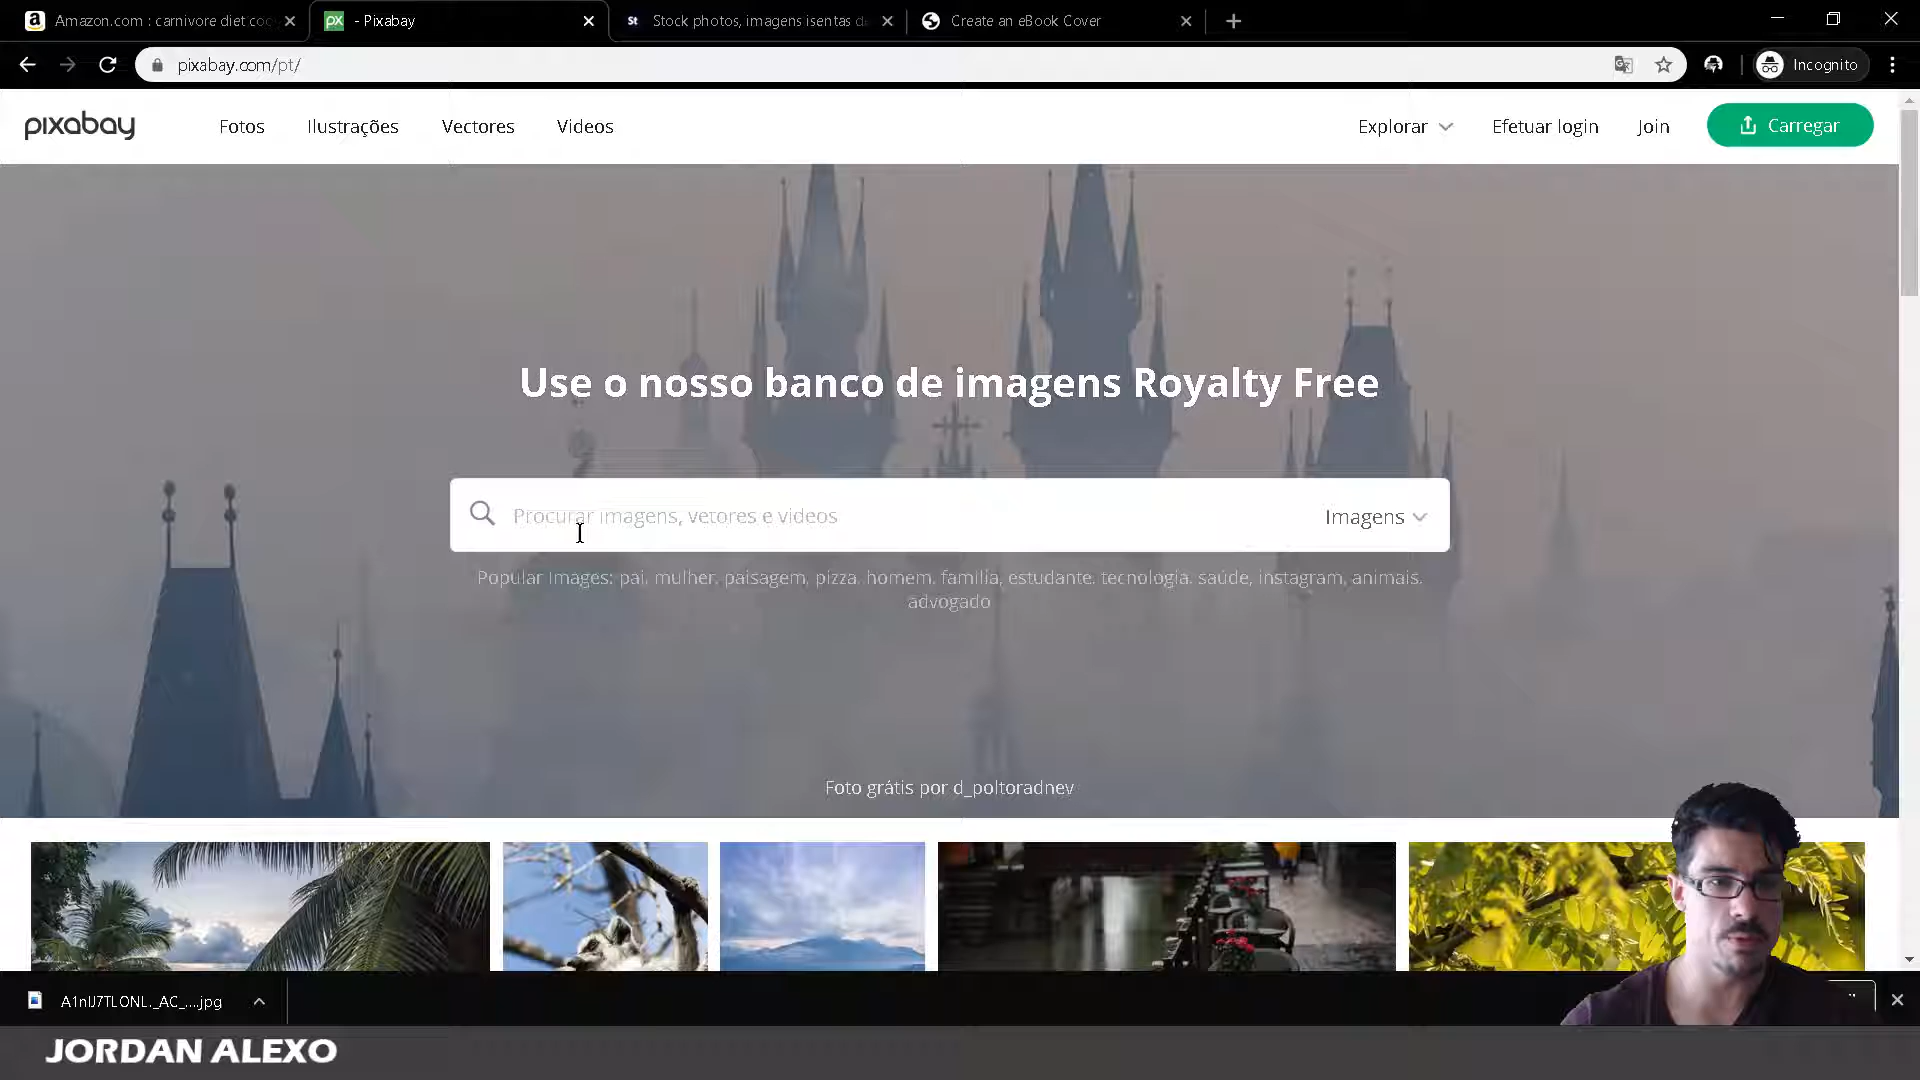 Amazon.com : carnivore diet coo
- Pixabay
Stock photos, imagens isentas d
Create an eBook Cover
pixabay.com/pt/
Incognito
pixabay
Fotos
Ilustrações
Vectores
Videos
Explorar
Efetuar login
Join
Carregar
Use o nosso banco de imagens Royalty Free
Procurar imagens, vetores e videos
Imagens
Popular Images: pai, mulher, paisagem, pizza, homem, família, estudante, tecnologia, saúde, instagram, animais,
advogado
Foto grátis por d_poltoradnev
A1nIJ7TLONL._AC_....jpg
JORDAN ALEXO